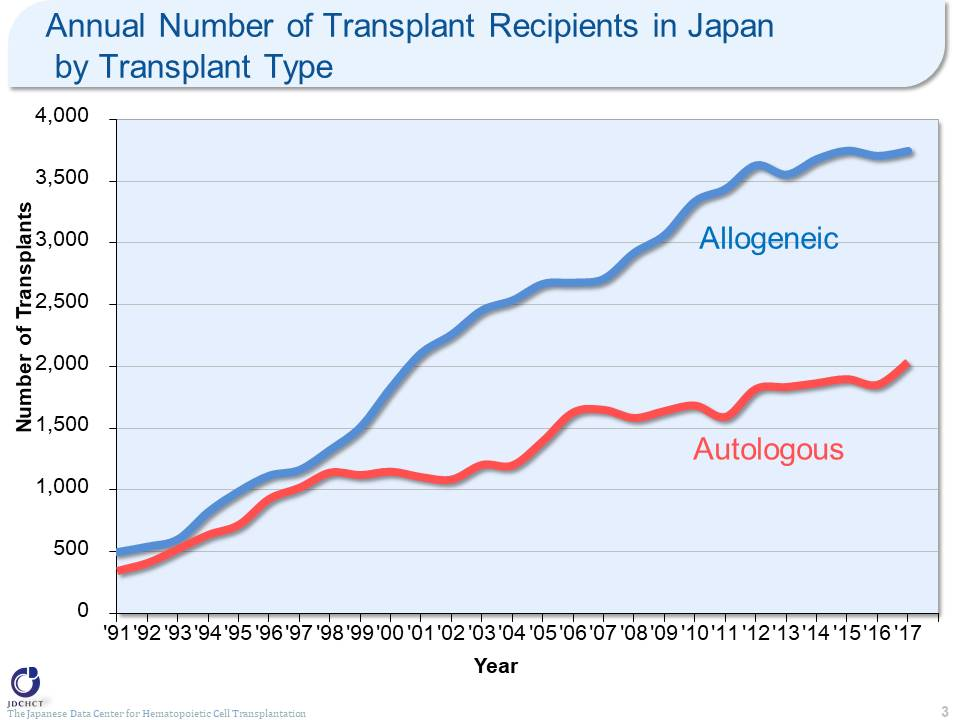 Annual Number of Transplant Recipients in Japan
by Transplant Type
4,000
3,500
3,000
2,500
2,000
1,500
1,000
500
0
Number of Transplants
Allogeneic
Autologous
'91 '92 '93 '94 '95 '96 '97 '98 '99 '00 '01 '02 '03 '04 '05 '06 '07 '08 '09 '10 '11 '12 '13 '14 '15 '16 '17
Year
JDCHCT
The Japanese Data Center for Hematopoietic Cell Transplantation
3